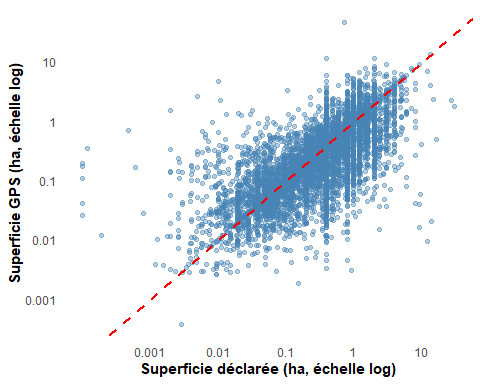 Superficie GPS (ha, échelle log)
10
1
0.1
0.01
0.001
0.001 0.01 0.1 1 10
Superficie déclarée (ha, échelle log)